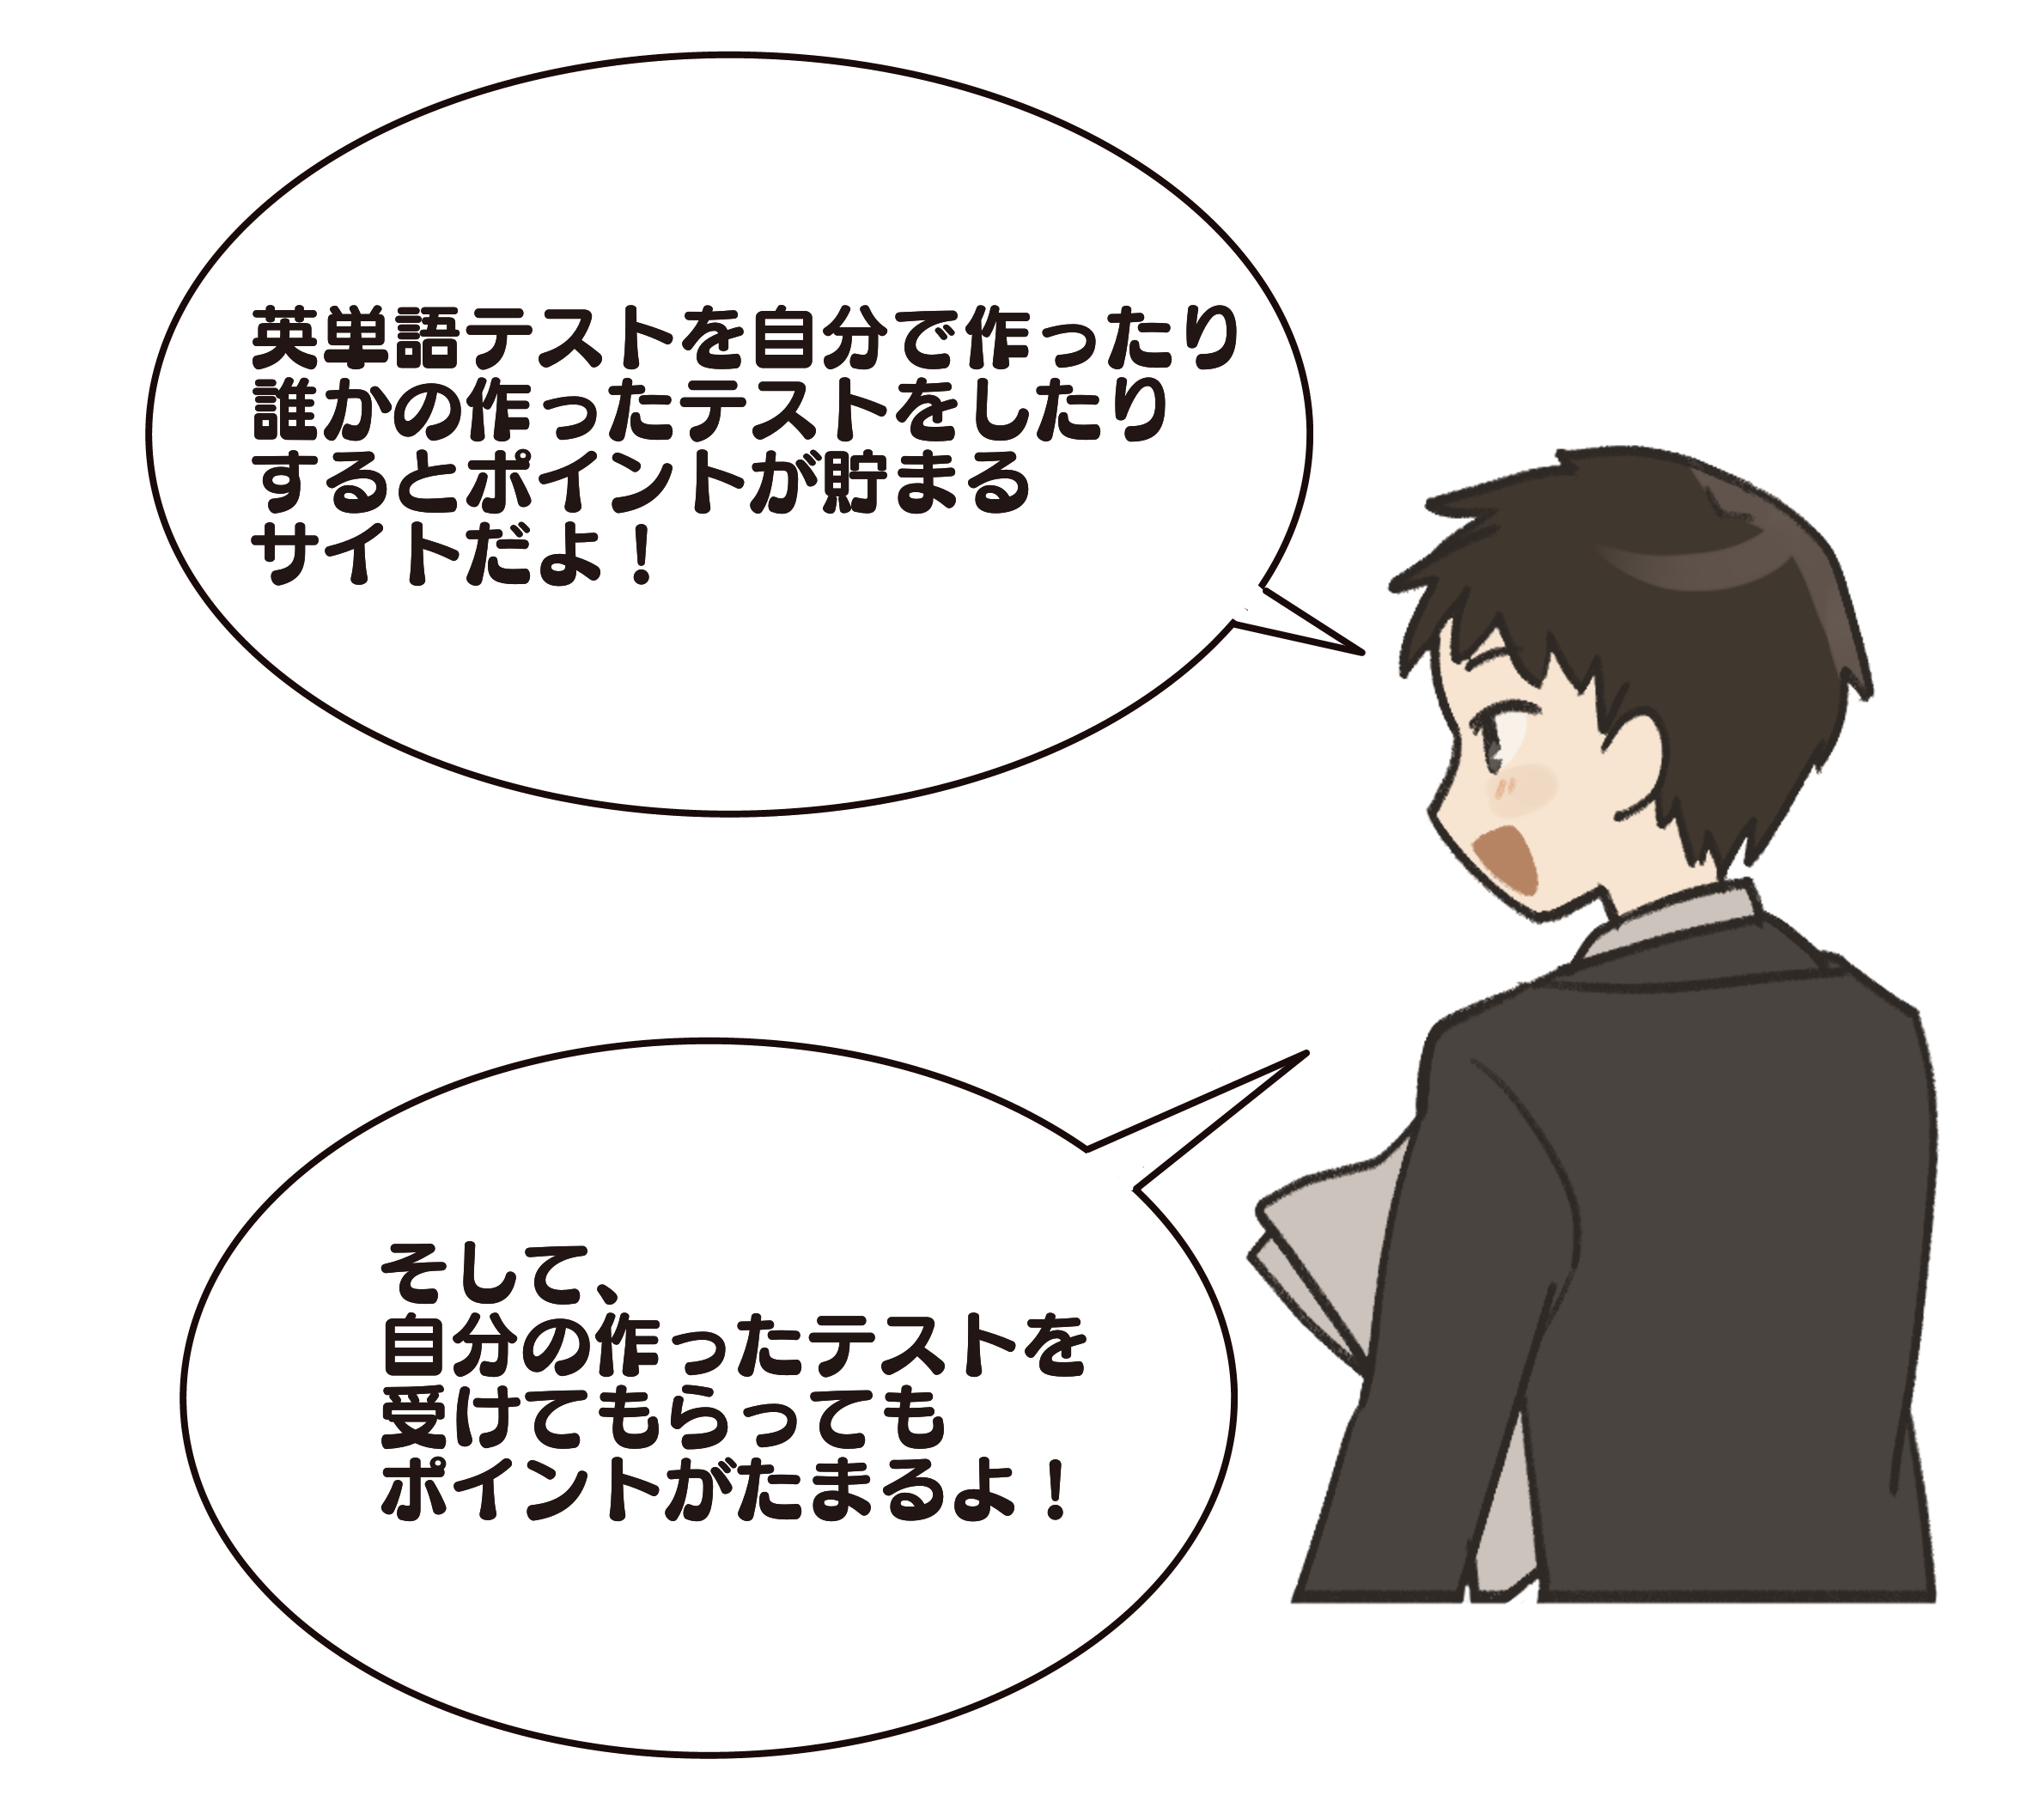 英単語テストを自分で作ったり
誰かの作ったテストをしたり
するとポイントが貯まる
サイトだよ！
そして、
自分の作ったテストを
受けてもらっても
ポイントがたまるよ！